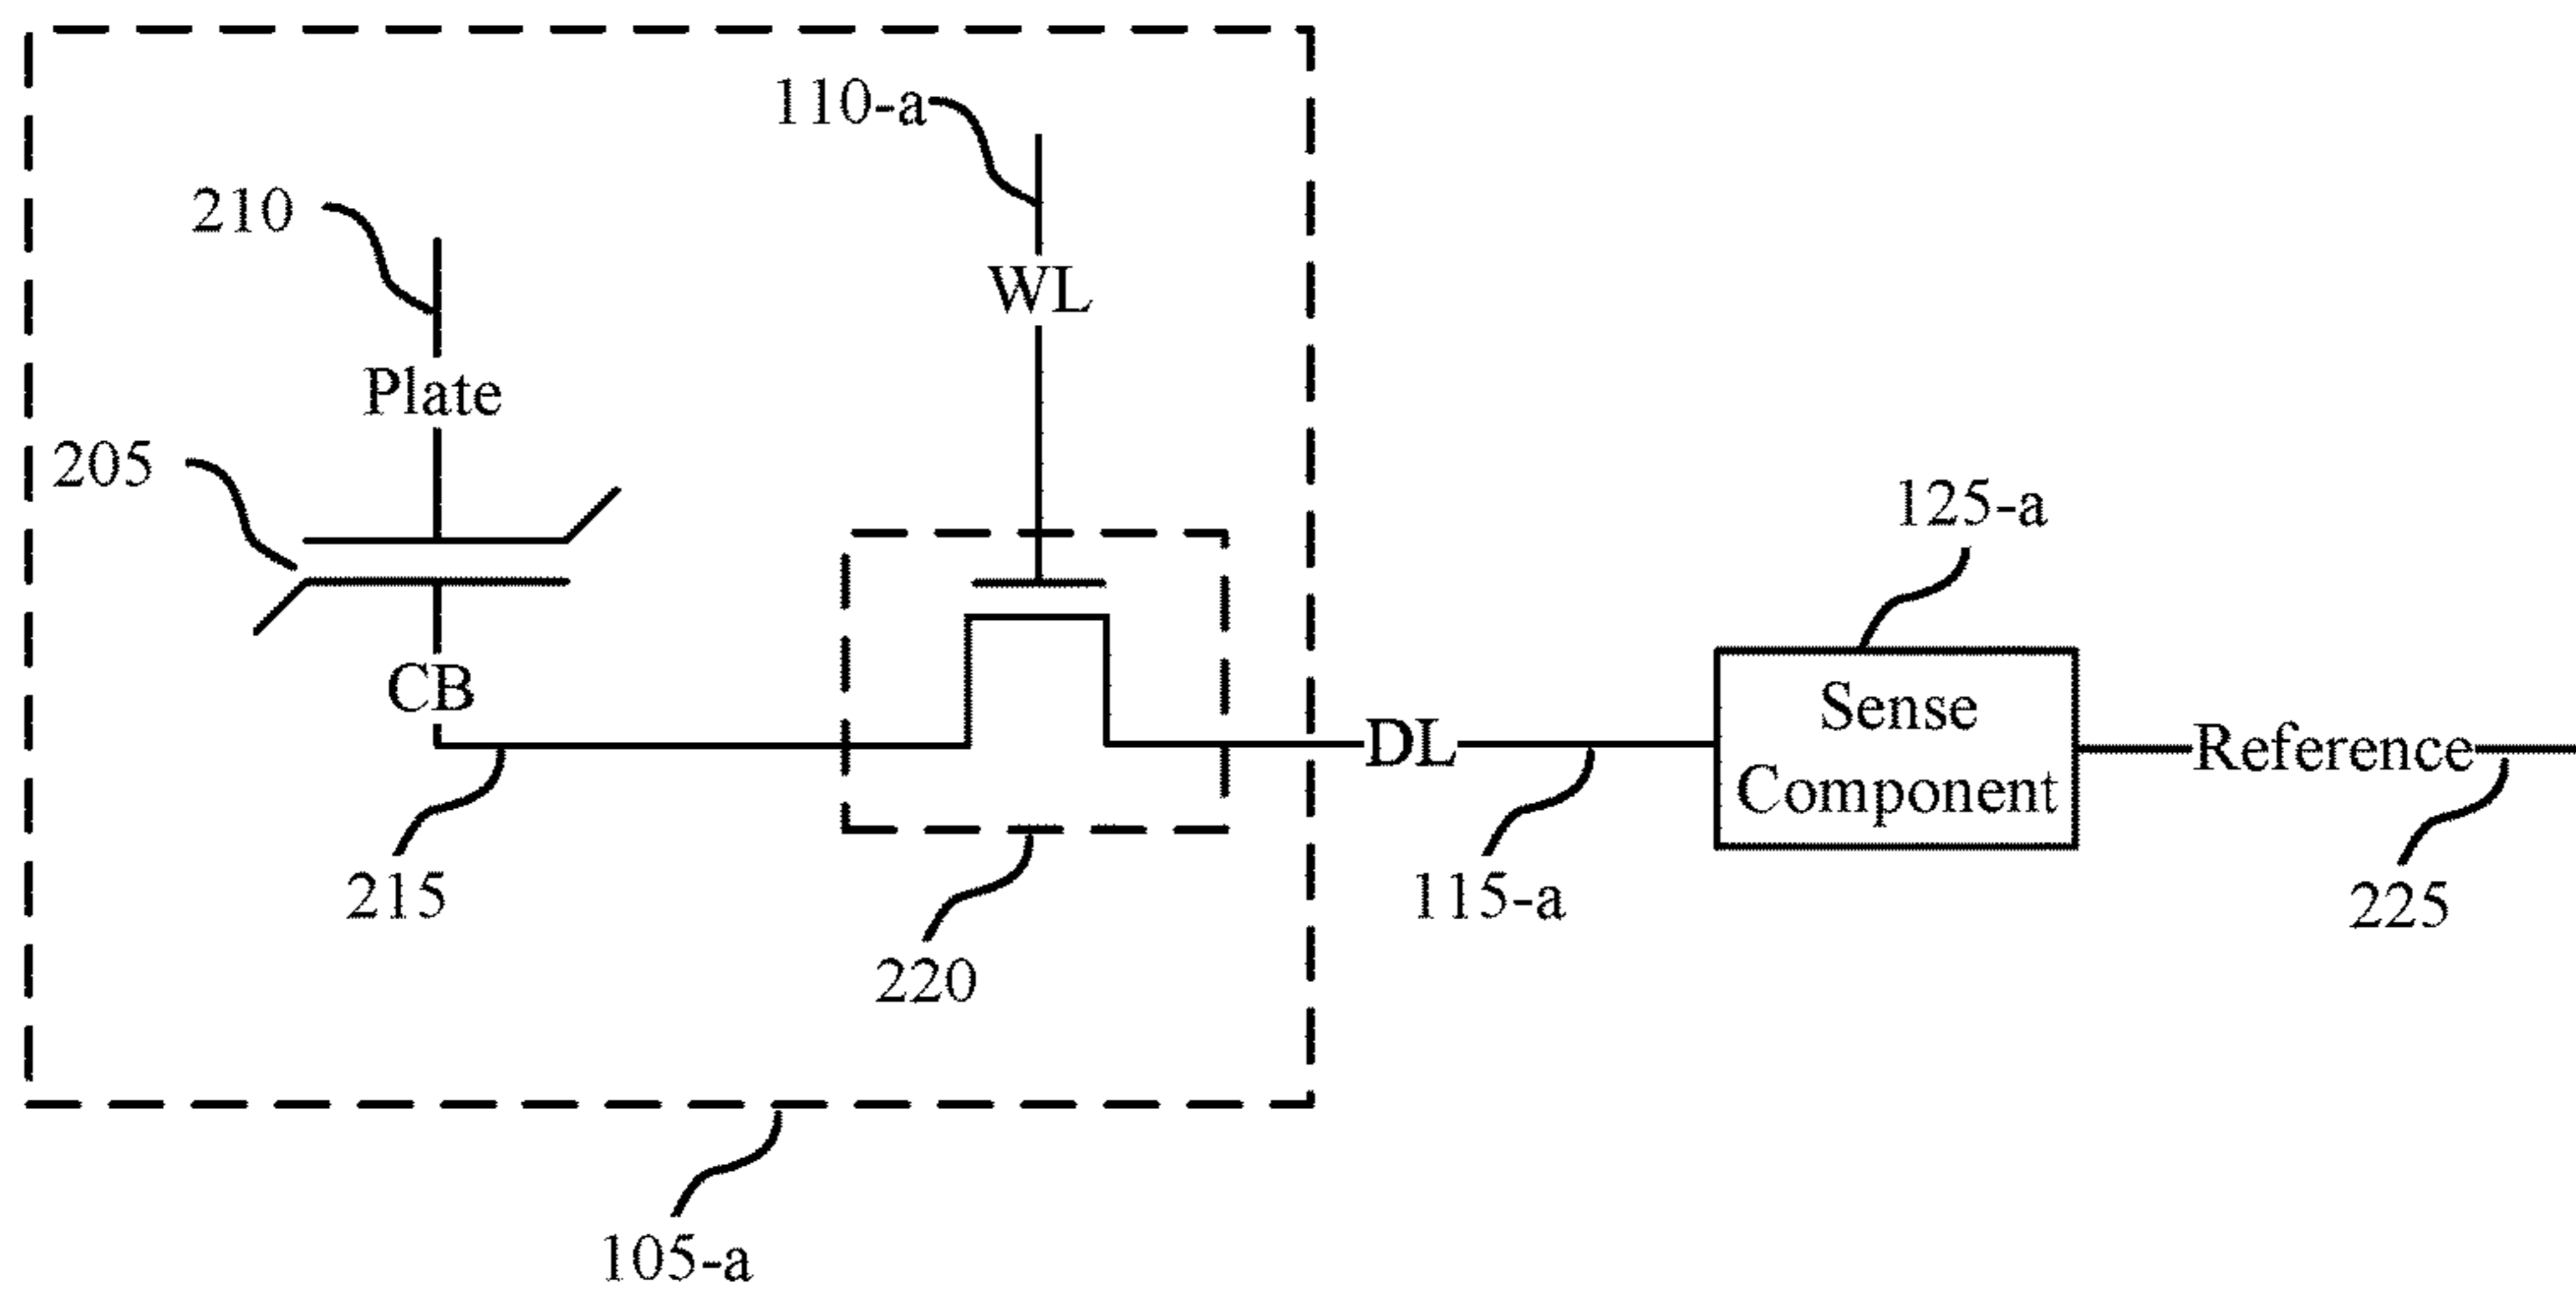 110-a
210
WL
Plate
205
125-a
CB
DL
Sense
Component
Reference
215
220
115-a
225
105-a